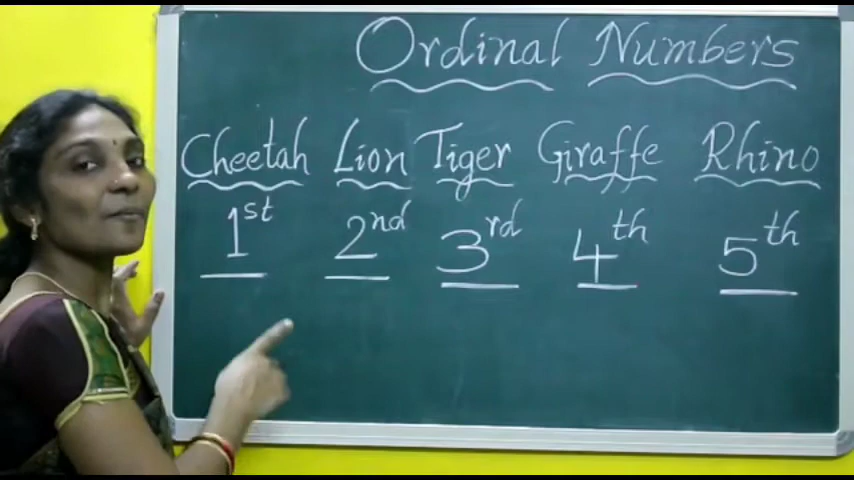 Ordinal Numbers
Cheetah Lion Tiger Giraffe Rhino
1st 2nd 3rd 4th 5th